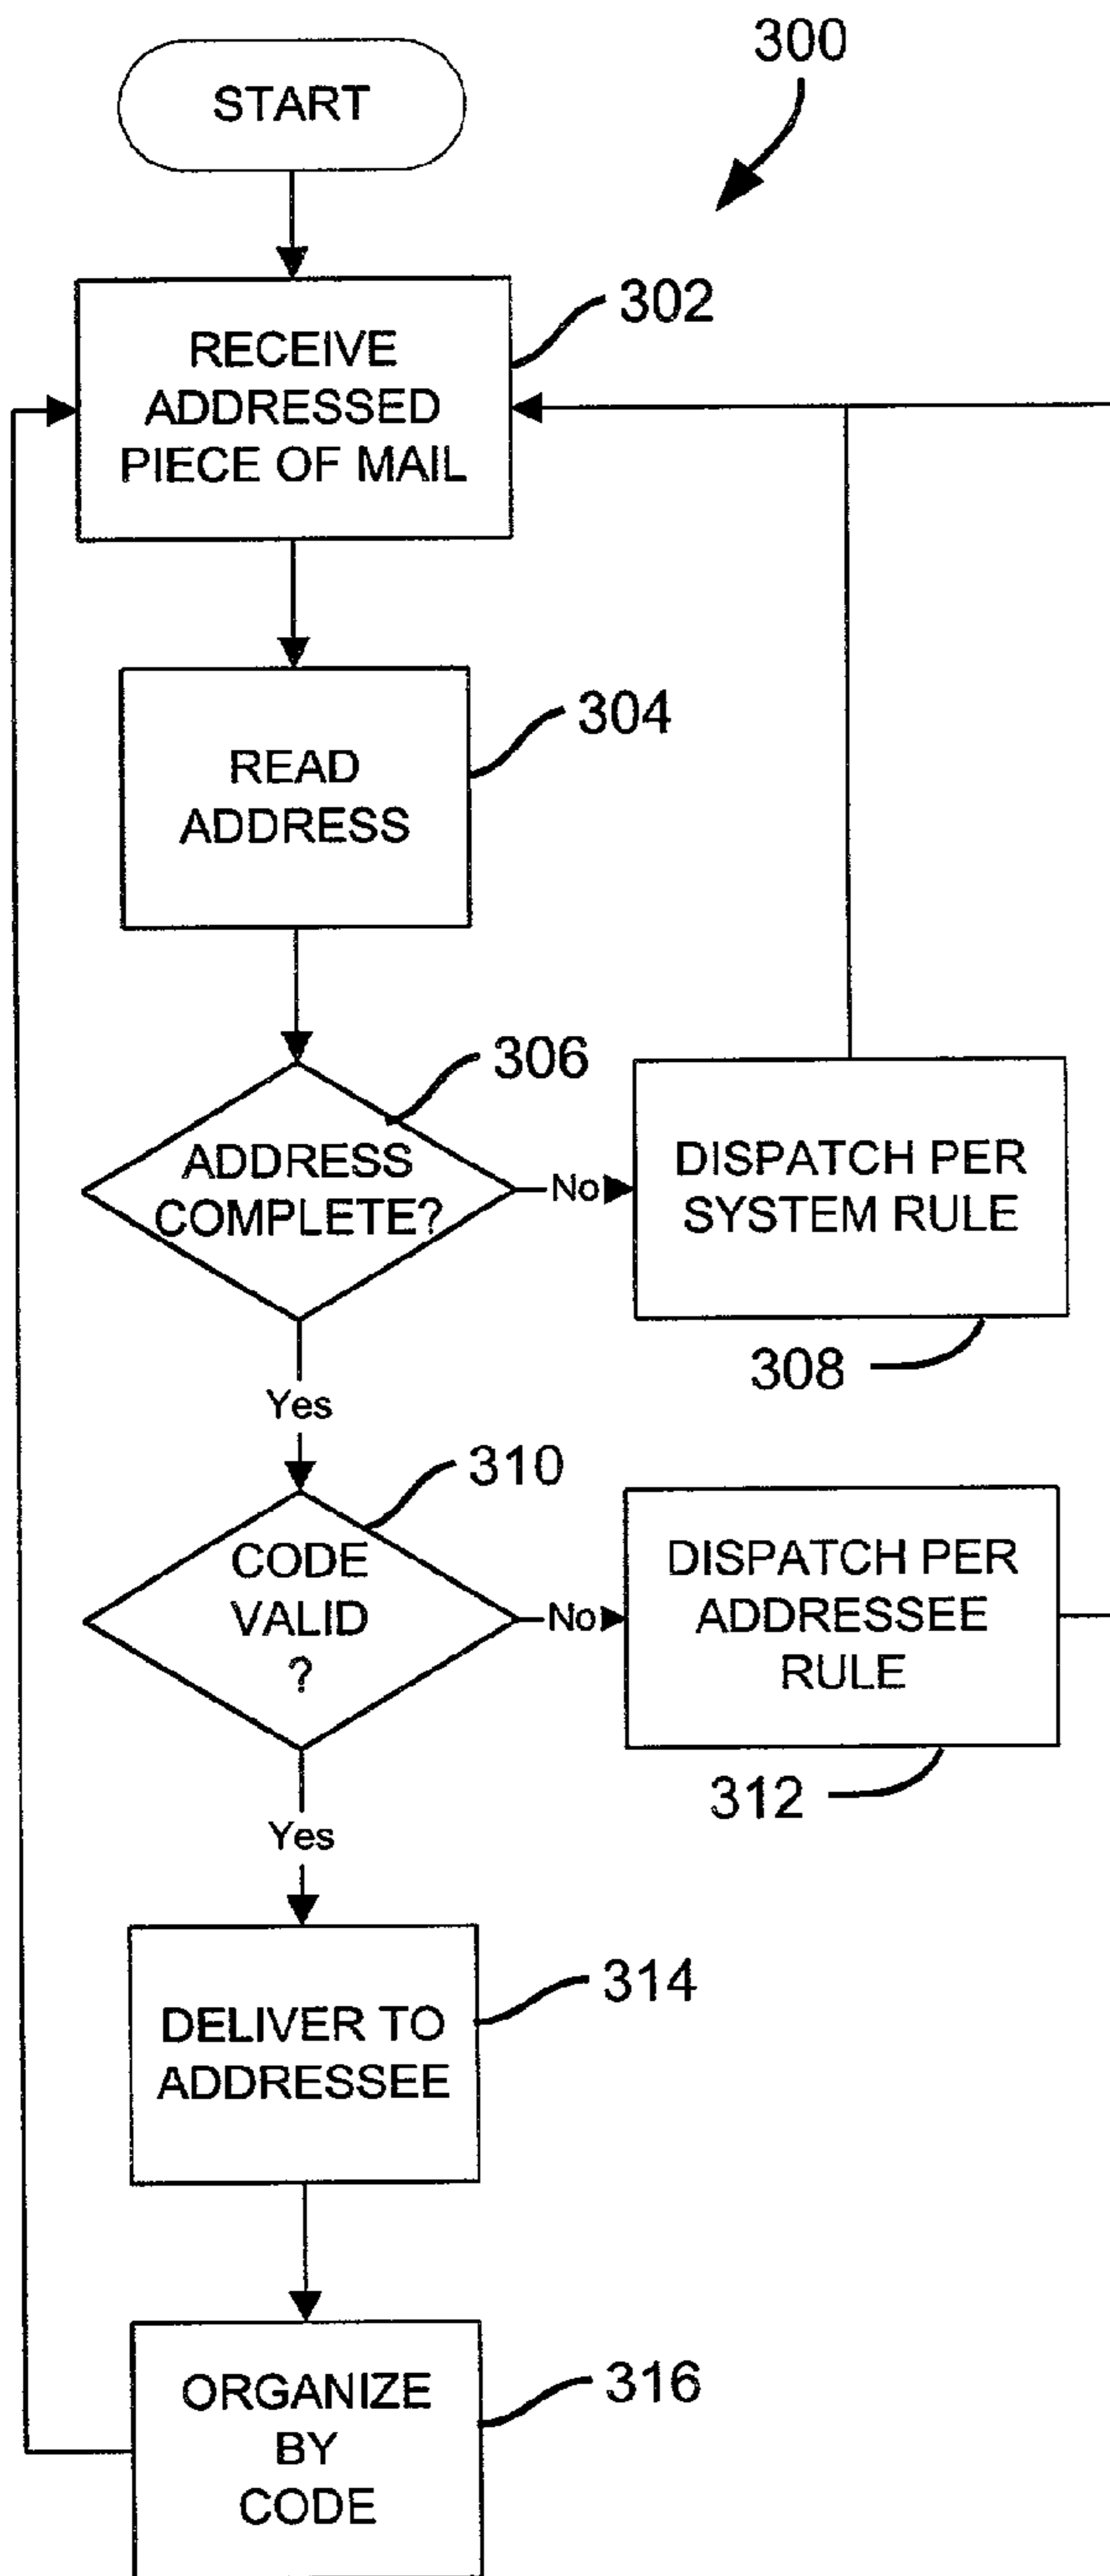 300
START
302
RECEIVE
ADDRESSED
PIECE OF MAIL
304
READ
ADDRESS
306
ADDRESS
COMPLETE?
No
DISPATCH PER
SYSTEM RULE
308
Yes
310
CODE
VALID
?
No
DISPATCH PER
ADDRESSEE
RULE
312
Yes
314
DELIVER TO
ADDRESSEE
316
ORGANIZE
BY
CODE